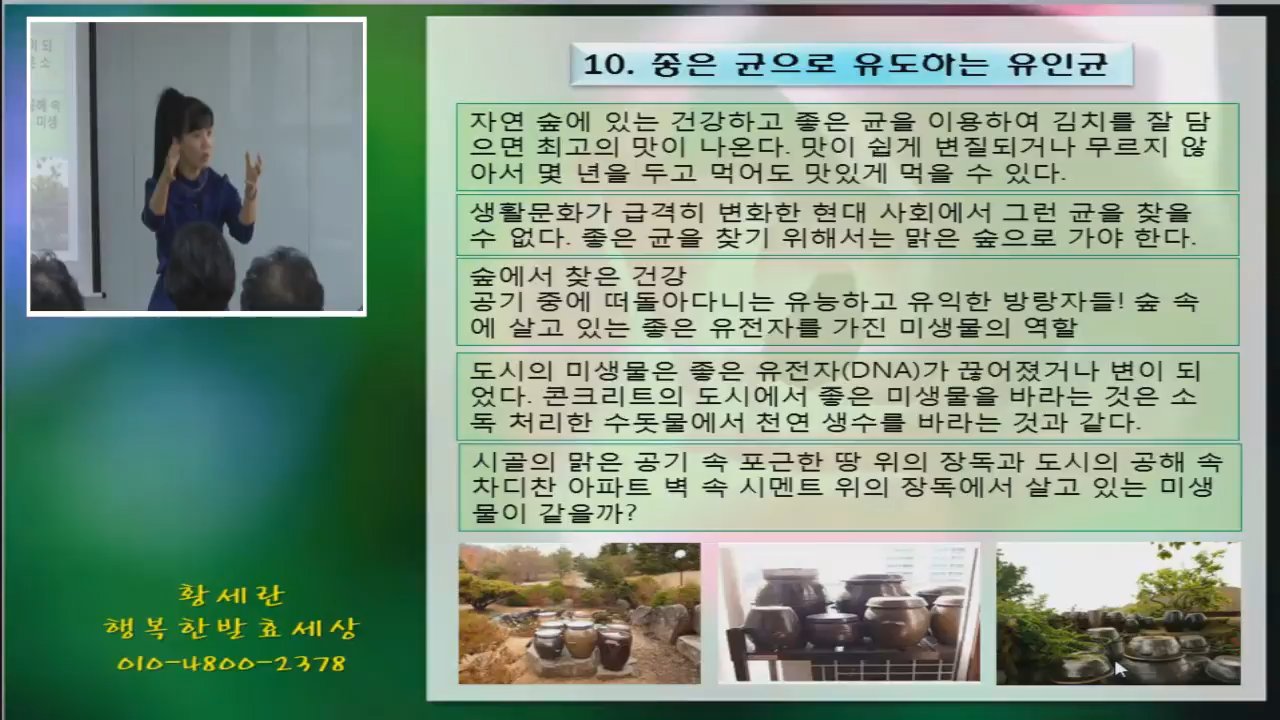 10. 좋은 균으로 유도하는 유인균
자연 숲에 있는 건강하고 좋은 균을 이용하여 김치를 잘 담
으면 최고의 맛이 나온다. 맛이 쉽게 변질되거나 무르지 않
아서 몇 년을 두고 먹어도 맛있게 먹을 수 있다.
생활문화가 급격히 변화한 현대 사회에서 그런 균을 찾을
수 없다. 좋은 균을 찾기 위해서는 맑은 숲으로 가야 한다.
숲에서 찾은 건강
공기 중에 떠돌아다니는 유능하고 유익한 방랑자들! 숲 속
에 살고 있는 좋은 유전자를 가진 미생물의 역할
도시의 미생물은 좋은 유전자(DNA)가 끊어졌거나 변이 되
었다. 콘크리트의 도시에서 좋은 미생물을 바라는 것은 소
독 처리한 수돗물에서 천연 생수를 바라는 것과 같다.
시골의 맑은 공기 속 포근한 땅 위의 장독과 도시의 공해 속
차디찬 아파트 벽 속 시멘트 위의 장독에서 살고 있는 미생
물이 같을까?
황세란
행복한발효세상
010-4800-2378